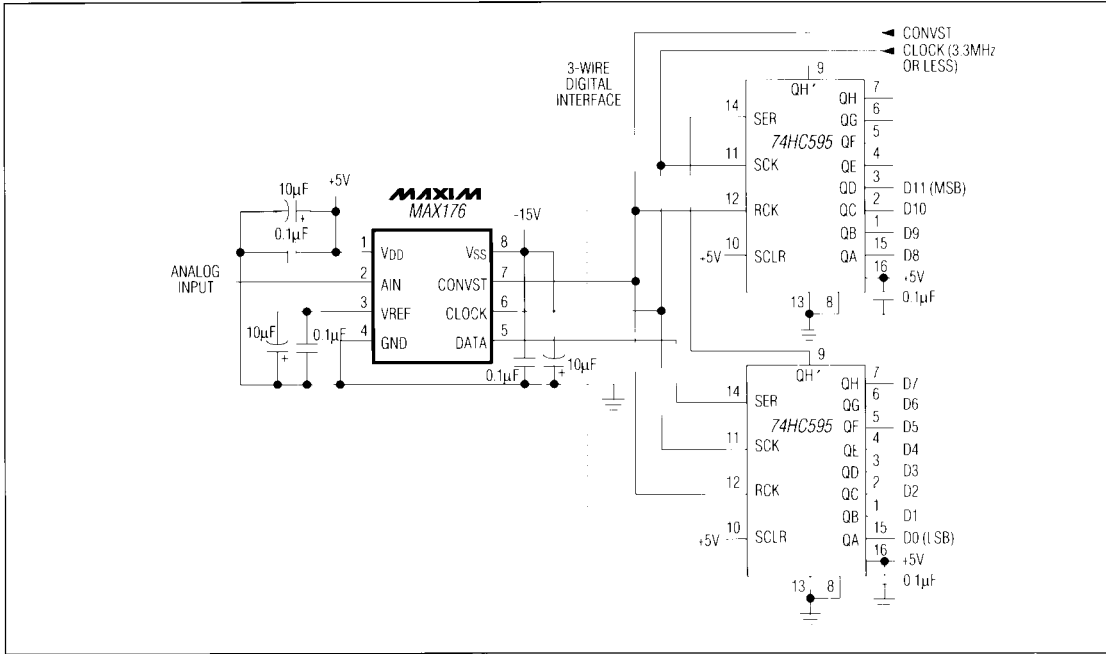 CONVST
CLOCK (3.3MHz
OR LESS)
3-WIRE
DIGITAL
INTERFACE
9
QH'
14
SER
74HC595
11
SCK
12
RCK
10
+5V
SCLR
QH
7
QG
6
QF
5
QE
4
QD
3
D11 (MSB)
QC
2
D10
QB
1
D9
QA
15
D8
16
+5V
0.1µF
13
8
10µF
+5V
0.1µF
MAXIM
MAX176
-15V
ANALOG
INPUT
1
VDD
VSS
8
2
AIN
CONVST
7
3
VREF
CLOCK
6
4
GND
DATA
5
10µF
0.1µF
0.1µF
10µF
9
QH'
14
SER
74HC595
11
SCK
12
RCK
10
+5V
SCLR
QH
7
D7
QG
6
D6
QF
5
D5
QE
4
D4
QD
3
D3
QC
2
D2
QB
1
D1
QA
15
D0 (LSB)
16
+5V
0.1µF
13
8